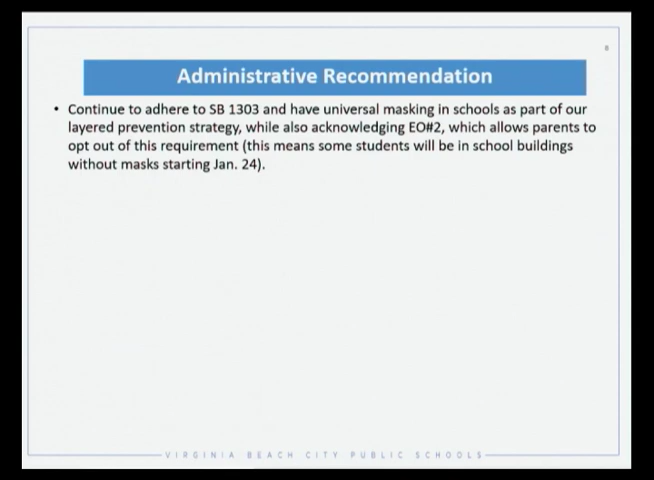 8
Administrative Recommendation
• Continue to adhere to SB 1303 and have universal masking in schools as part of our
layered prevention strategy, while also acknowledging EO#2, which allows parents to
opt out of this requirement (this means some students will be in school buildings
without masks starting Jan. 24).
VIRGINIA BEACH CITY PUBLIC SCHOOLS